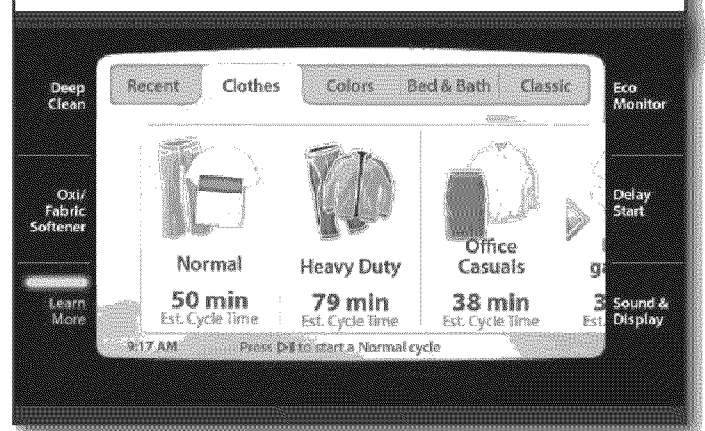 Deep
Clean
Oxi/
Fabric
Softener
Learn
More
Recent Clothes Colors Bed & Bath Classic
Normal Heavy Duty Office
Casuals
50 min 79 min 38 min 3
Est. Cycle Time Est. Cycle Time Est. Cycle Time Est.
9:17 AM Press to start a Normal cycle
Eco
Monitor
Delay
Start
Sound &
Display